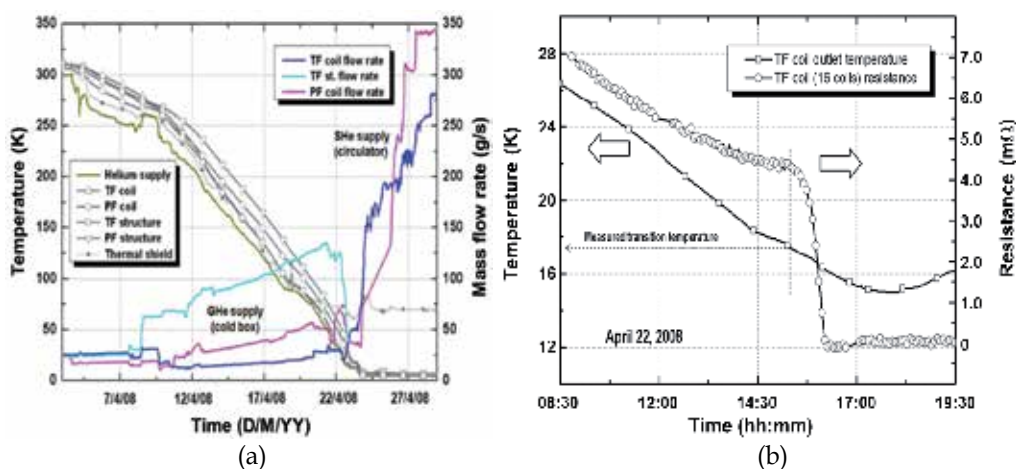 (a)
350
300
250
200
150
100
50
0
Temperature (K)
TF coil flow rate
TF st. flow rate
PF coil flow rate
SHe supply
(circulator)
Helium supply
TF coil
PF coil
TF structure
PF structure
Thermal shield
GHe supply
(cold box)
350
300
250
200
150
100
50
0
Mass flow rate (g/s)
7/4/08 12/4/08 17/4/08 22/4/08 27/4/08
Time (D/M/YY)
(a)
(b)
28
24
20
16
12
Temperature (K)
TF coil outlet temperature
TF coil (16 coils) resistance
Measured transition temperature
April 22, 2008
7.0
6.0
5.0
4.0
3.0
2.0
1.0
0
Resistance (mΩ)
08:30 12:00 14:30 17:00 19:30
Time (hh:mm)
(b)